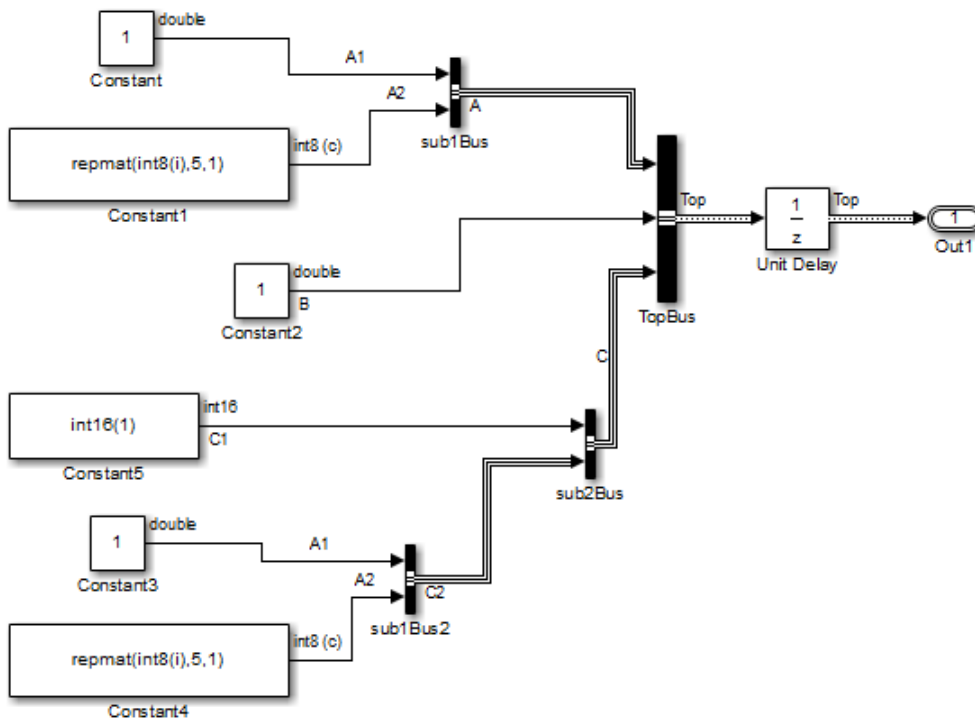 double
1
Constant
A1
A2
A
sub1Bus
repmat(int8(i),5,1)
int8 (c)
Constant1
Top
1
z
Unit Delay
Top
1
Out1
double
1
B
Constant2
TopBus
C
int16(1)
int16
C1
Constant5
sub2Bus
double
1
Constant3
A1
A2
C2
sub1Bus2
repmat(int8(i),5,1)
int8 (c)
Constant4